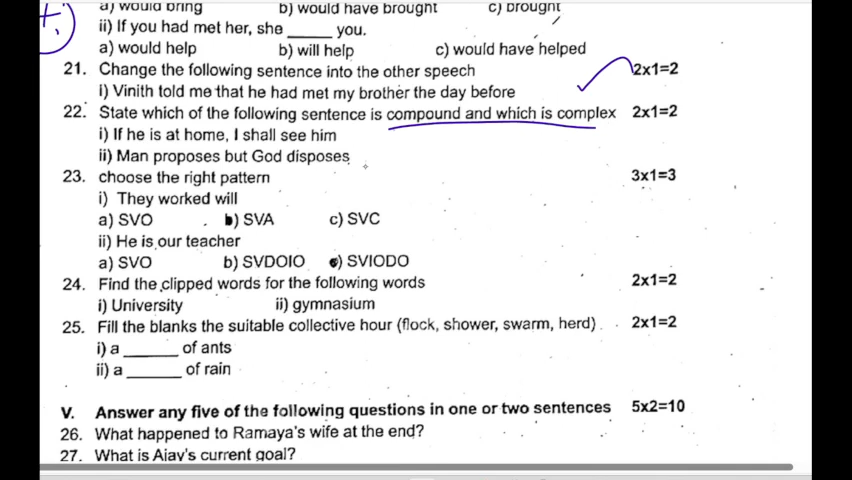 a) would bring b) would have brought c) brought
ii) If you had met her, she _____ you.
a) would help b) will help c) would have helped
21. Change the following sentence into the other speech 2x1=2
i) Vinith told me that he had met my brother the day before
22. State which of the following sentence is compound and which is complex 2x1=2
i) If he is at home, I shall see him
ii) Man proposes but God disposes
23. choose the right pattern 3x1=3
i) They worked will
a) SVO b) SVA c) SVC
ii) He is our teacher
a) SVO b) SVDOIO c) SVIODO
24. Find the clipped words for the following words 2x1=2
i) University ii) gymnasium
25. Fill the blanks the suitable collective hour (flock, shower, swarm, herd) 2x1=2
i) a ______ of ants
ii) a ______ of rain
V. Answer any five of the following questions in one or two sentences 5x2=10
26. What happened to Ramaya's wife at the end?
27. What is Ajay's current goal?